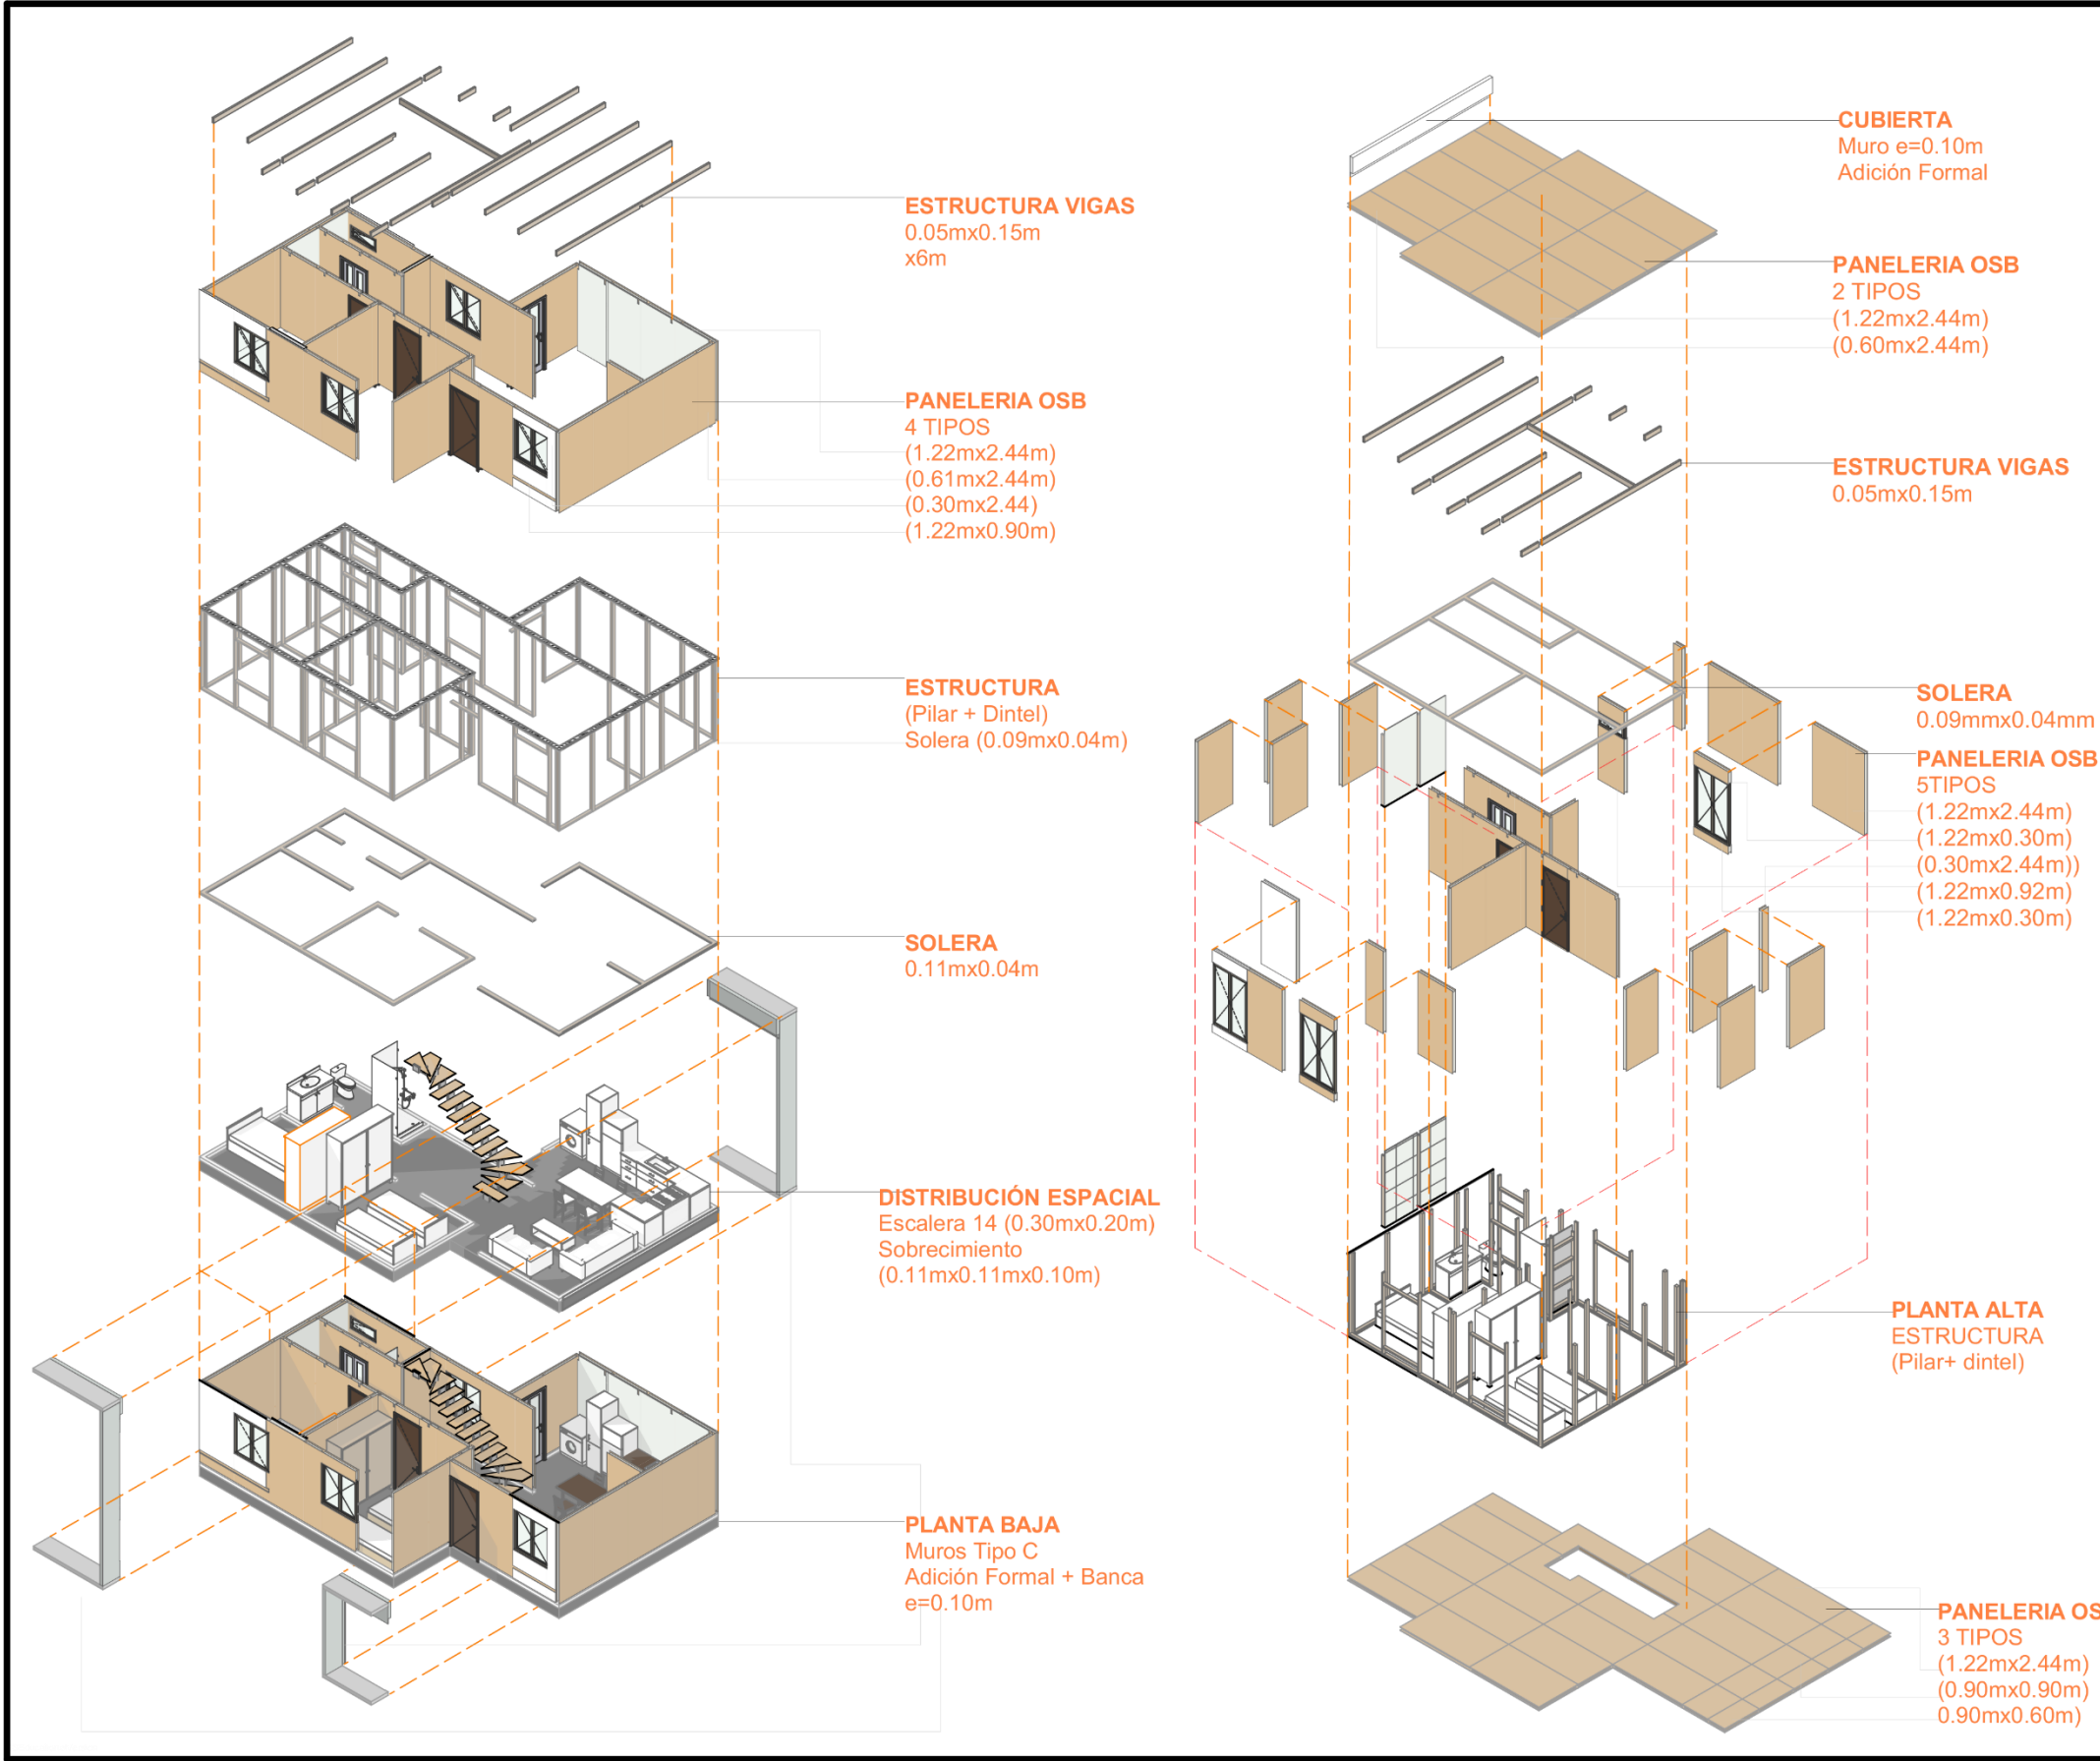 ESTRUCTURA VIGAS
0.05mx0.15m
x6m
PANELERIA OSB
4 TIPOS
(1.22mx2.44m)
(0.61mx2.44m)
(0.30mx2.44)
(1.22mx0.90m)
ESTRUCTURA
(Pilar + Dintel)
Solera (0.09mx0.04m)
SOLERA
0.11mx0.04m
DISTRIBUCIÓN ESPACIAL
Escalera 14 (0.30mx0.20m)
Sobrecimiento
(0.11mx0.11mx0.10m)
PLANTA BAJA
Muros Tipo C
Adición Formal + Banca
e=0.10m
CUBIERTA
Muro e=0.10m
Adición Formal
PANELERIA OSB
2 TIPOS
(1.22mx2.44m)
(0.60mx2.44m)
ESTRUCTURA VIGAS
0.05mx0.15m
SOLERA
0.09mmx0.04mm
PANELERIA OSB
5TIPOS
(1.22mx2.44m)
(1.22mx0.30m)
(0.30mx2.44m))
(1.22mx0.92m)
(1.22mx0.30m)
PLANTA ALTA
ESTRUCTURA
(Pilar+ dintel)
PANELERIA OS
3 TIPOS
(1.22mx2.44m)
(0.90mx0.90m)
0.90mx0.60m)